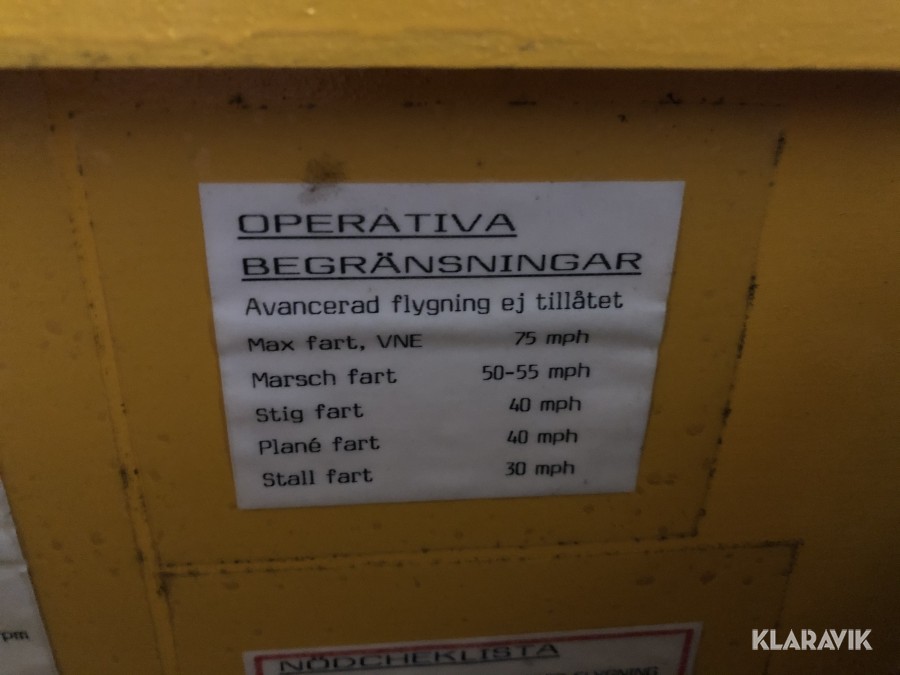 OPERATIVA
BEGRÄNSNINGAR
Avancerad flygning ej tillåtet
Max fart, VNE 75 mph
Marsch fart 50-55 mph
Stig fart 40 mph
Plané fart 40 mph
Stall fart 30 mph
rpm
NÖDCHEKLISTA
KLARAVIK